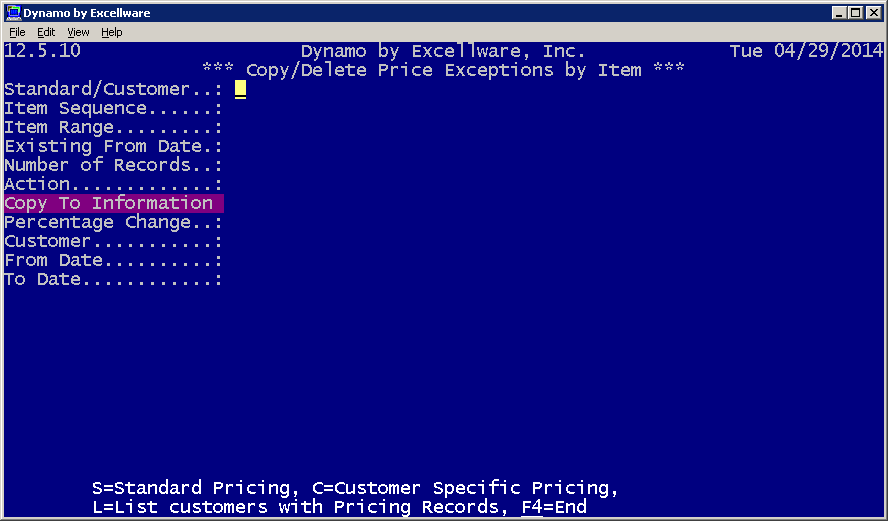 Dynamo by Excellware
File Edit View Help
12.5.10 Dynamo by Excellware, Inc. Tue 04/29/2014
*** Copy/Delete Price Exceptions by Item ***
Standard/Customer..:
Item Sequence......:
Item Range.........:
Existing From Date.:
Number of Records..:
Action.............:
Copy To Information
Percentage Change..:
Customer...........:
From Date..........:
To Date............:
S=Standard Pricing, C=Customer Specific Pricing,
L=List customers with Pricing Records, F4=End